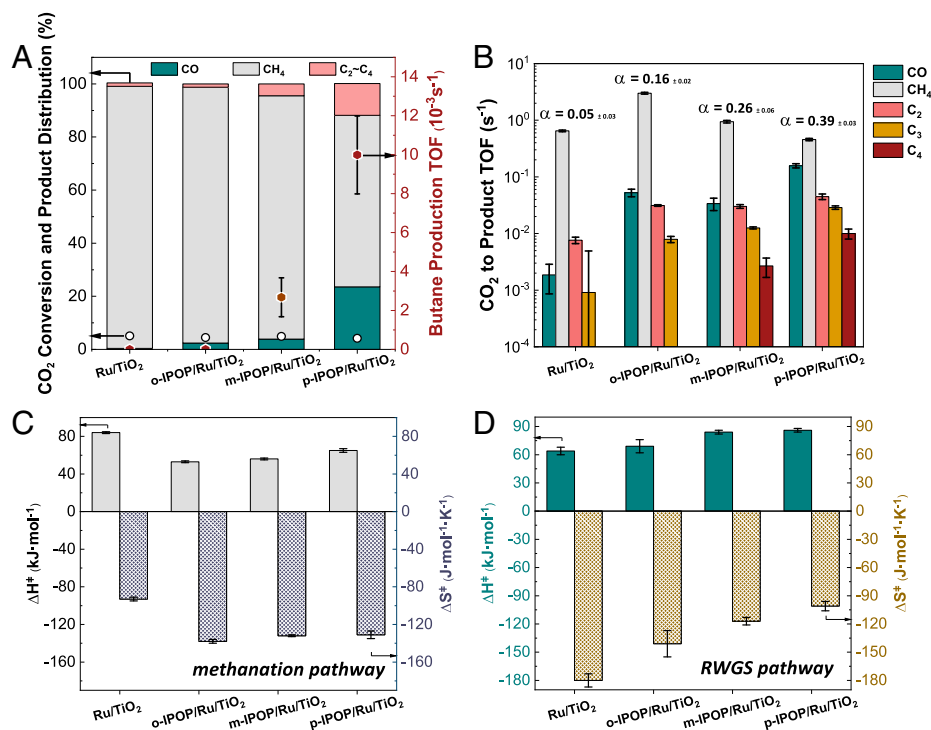 A
CO₂ Conversion and Product Distribution (%)
100
80
60
40
20
0
CO
CH₄
C₂~C₄
14
12
10
8
6
4
2
0
Butane Production TOF (10⁻³s⁻¹)
Ru/TiO₂
o-IPOP/Ru/TiO₂
m-IPOP/Ru/TiO₂
p-IPOP/Ru/TiO₂
B
CO₂ to Product TOF (s⁻¹)
10¹
10⁰
10⁻¹
10⁻²
10⁻³
10⁻⁴
α = 0.05 ± 0.03
α = 0.16 ± 0.02
α = 0.26 ± 0.06
α = 0.39 ± 0.03
CO
CH₄
C₂
C₃
C₄
Ru/TiO₂
o-IPOP/Ru/TiO₂
m-IPOP/Ru/TiO₂
p-IPOP/Ru/TiO₂
C
ΔH‡ (kJ·mol⁻¹)
80
40
0
-40
-80
-120
-160
80
40
0
-40
-80
-120
-160
ΔS‡ (J·mol⁻¹·K⁻¹)
methanation pathway
Ru/TiO₂
o-IPOP/Ru/TiO₂
m-IPOP/Ru/TiO₂
p-IPOP/Ru/TiO₂
D
ΔH‡ (kJ·mol⁻¹)
90
60
30
0
-30
-60
-90
-120
-150
-180
90
60
30
0
-30
-60
-90
-120
-150
-180
ΔS‡ (J·mol⁻¹·K⁻¹)
RWGS pathway
Ru/TiO₂
o-IPOP/Ru/TiO₂
m-IPOP/Ru/TiO₂
p-IPOP/Ru/TiO₂